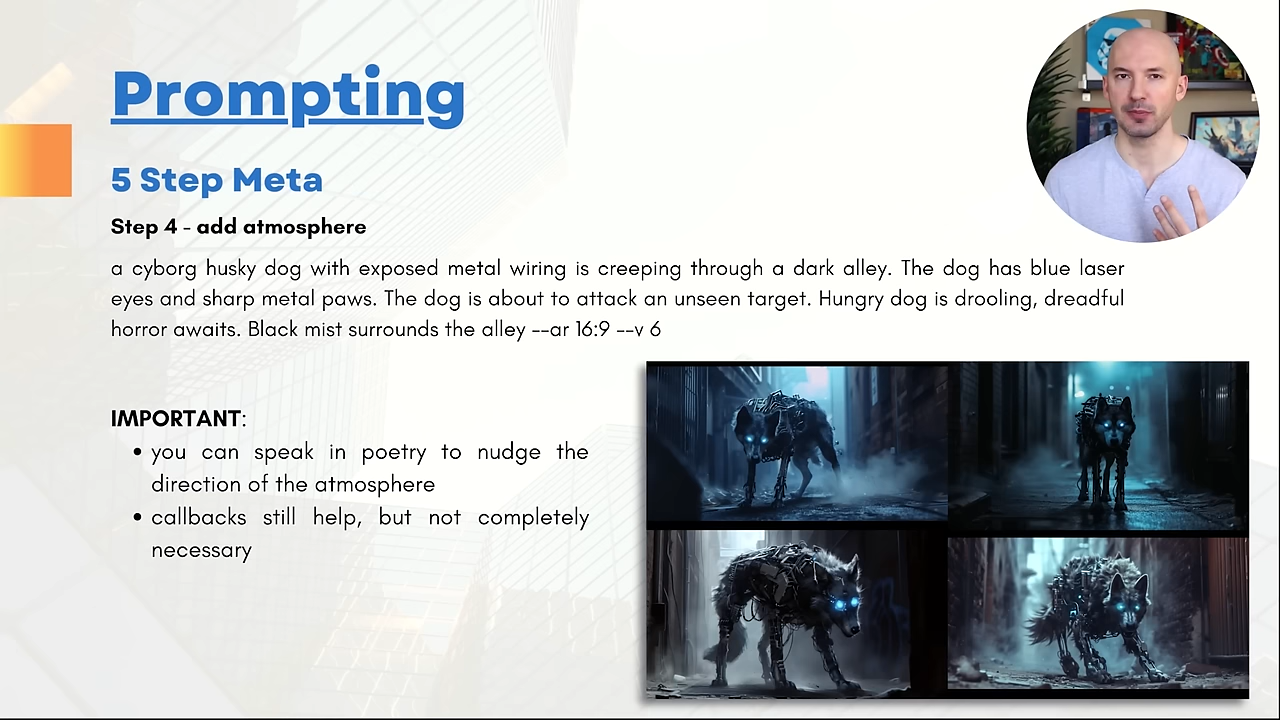 Prompting
5 Step Meta
Step 4 - add atmosphere
a cyborg husky dog with exposed metal wiring is creeping through a dark alley. The dog has blue laser
eyes and sharp metal paws. The dog is about to attack an unseen target. Hungry dog is drooling, dreadful
horror awaits. Black mist surrounds the alley --ar 16:9 --v 6
IMPORTANT:
• you can speak in poetry to nudge the
direction of the atmosphere
• callbacks still help, but not completely
necessary